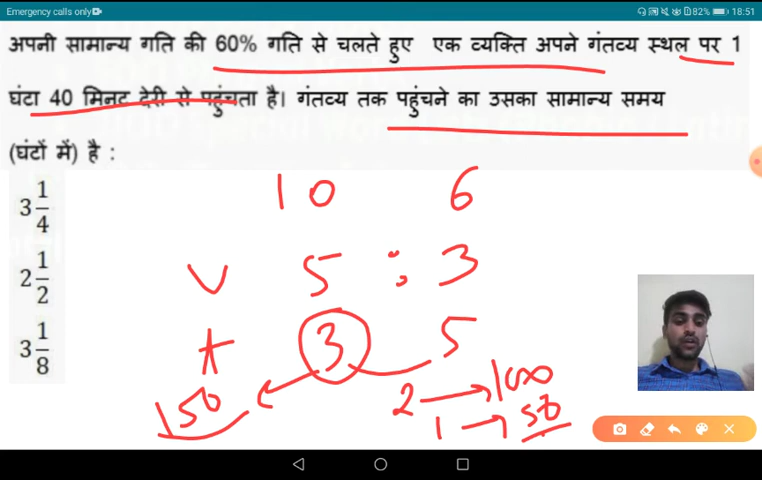 Emergency calls only 82% 18:51
अपनी सामान्य गति की 60% गति से चलते हुए एक व्यक्ति अपने गंतव्य स्थल पर 1
घंटा 40 मिनट देरी से पहुंचता है। गंतव्य तक पहुंचने का उसका सामान्य समय
(घंटों में) है :
3 1/4
2 1/2
3 1/8
10 6
V 5 : 3
t 3 5
150
2 → 100
1 → 50